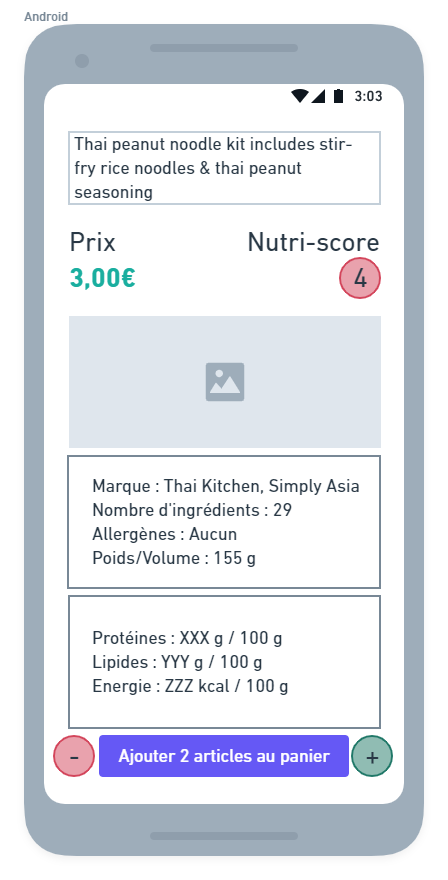 Android
3:03
Thai peanut noodle kit includes stir-
fry rice noodles & thai peanut
seasoning
Prix
Nutri-score
3,00€
4
Marque : Thai Kitchen, Simply Asia
Nombre d'ingrédients : 29
Allergènes : Aucun
Poids/Volume : 155 g
Protéines : XXX g / 100 g
Lipides : YYY g / 100 g
Energie : ZZZ kcal / 100 g
-
Ajouter 2 articles au panier
+